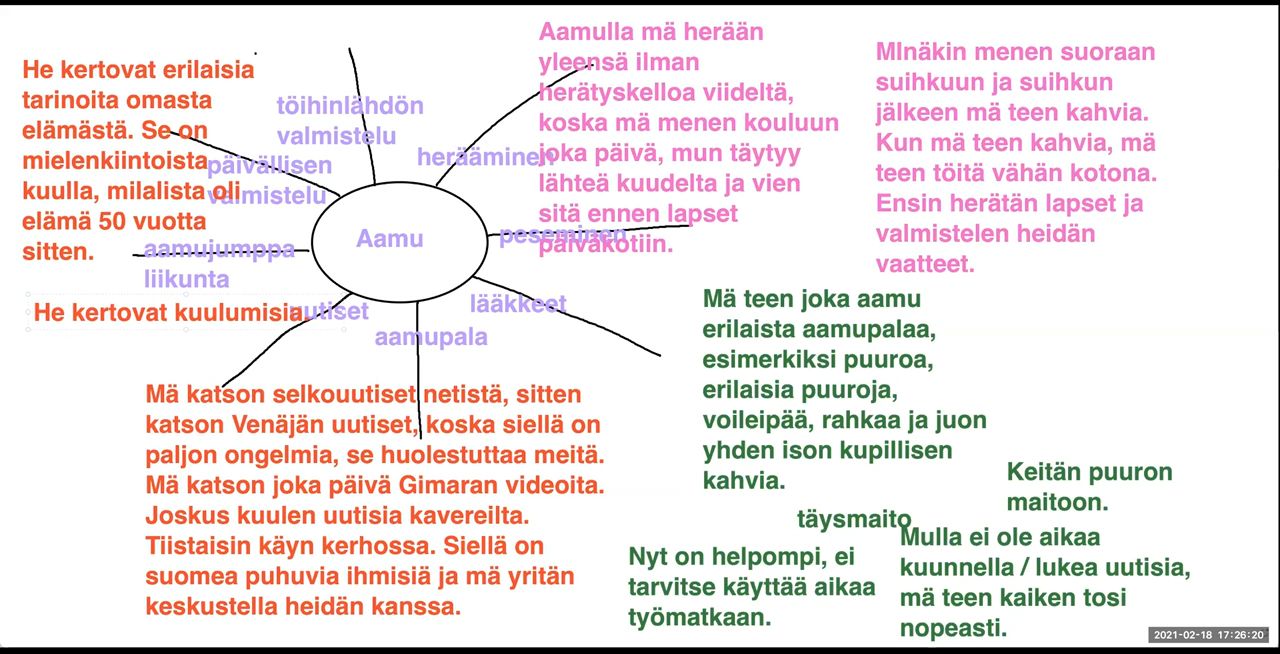 He kertovat erilaisia
tarinoita omasta
elämästä. Se on
mielenkiintoista
kuulla, milalista oli
elämä 50 vuotta
sitten.
He kertovat kuulumisia.
töihinlähdön
valmistelu
päivällisen
valmistelu
aamujumppa
liikunta
uutiset
aamupala
lääkkeet
peseminen
herääminen
Aamu
Aamulla mä herään
yleensä ilman
herätyskelloa viideltä,
koska mä menen kouluun
joka päivä, mun täytyy
lähteä kuudelta ja vien
sitä ennen lapset
päiväkotiin.
MInäkin menen suoraan
suihkuun ja suihkun
jälkeen mä teen kahvia.
Kun mä teen kahvia, mä
teen töitä vähän kotona.
Ensin herätän lapset ja
valmistelen heidän
vaatteet.
Mä katson selkouutiset netistä, sitten
katson Venäjän uutiset, koska siellä on
paljon ongelmia, se huolestuttaa meitä.
Mä katson joka päivä Gimaran videoita.
Joskus kuulen uutisia kavereilta.
Tiistaisin käyn kerhossa. Siellä on
suomea puhuvia ihmisiä ja mä yritän
keskustella heidän kanssa.
Mä teen joka aamu
erilaista aamupalaa,
esimerkiksi puuroa,
erilaisia puuroja,
voileipää, rahkaa ja juon
yhden ison kupillisen
kahvia.
Keitän puuron
maitoon.
täysmaito
Nyt on helpompi, ei
tarvitse käyttää aikaa
työmatkaan.
Mulla ei ole aikaa
kuunnella / lukea uutisia,
mä teen kaiken tosi
nopeasti.
2021-02-18 17:26:20